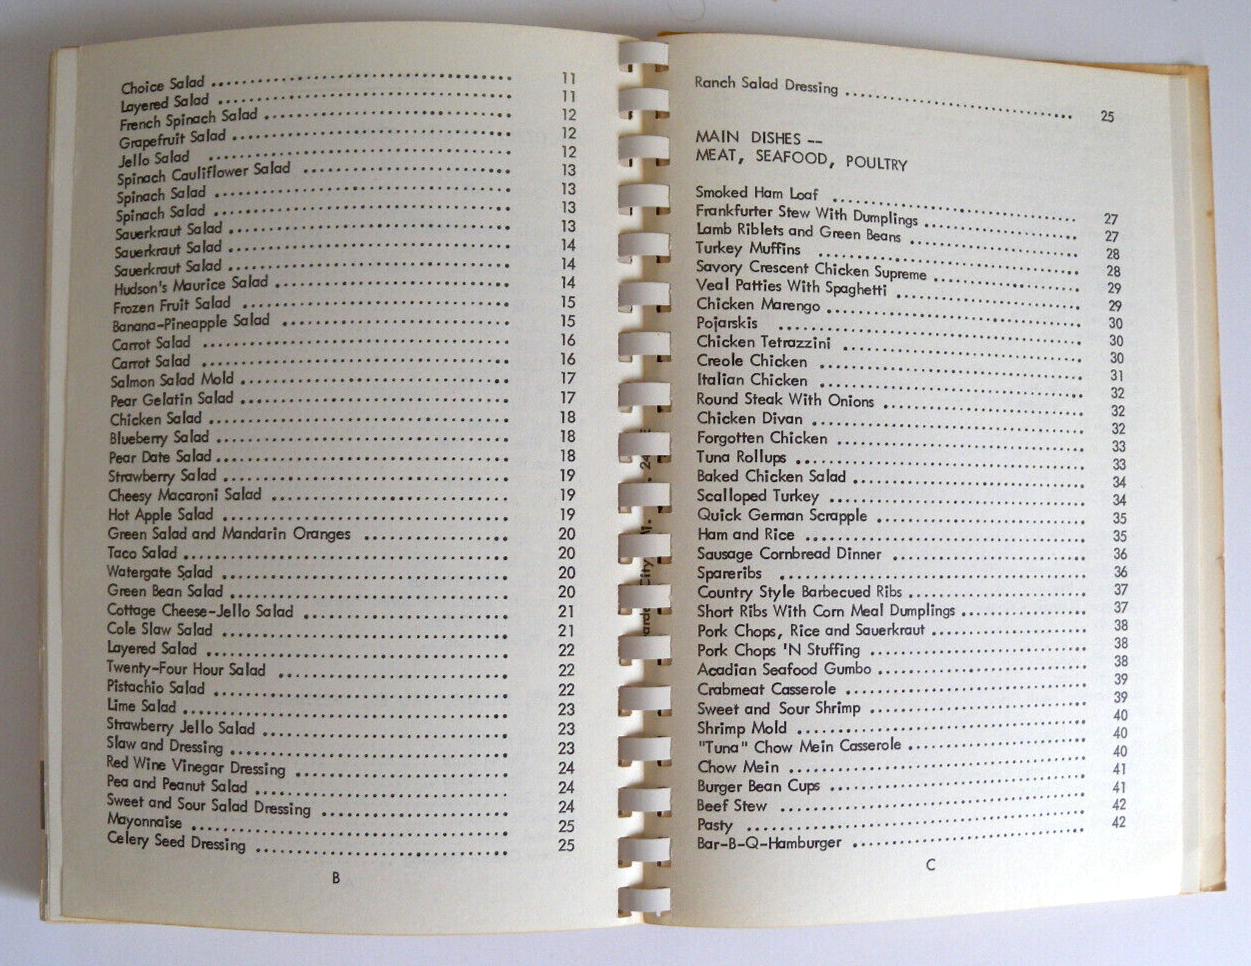 Choice Salad ........ 11
Layered Salad ........ 11
French Spinach Salad ........ 12
Grapefruit Salad ........ 12
Jello Salad ........ 12
Spinach Cauliflower Salad ........ 13
Spinach Salad ........ 13
Spinach Salad ........ 13
Sauerkraut Salad ........ 13
Sauerkraut Salad ........ 14
Sauerkraut Salad ........ 14
Hudson's Maurice Salad ........ 14
Frozen Fruit Salad ........ 15
Banana-Pineapple Salad ........ 15
Carrot Salad ........ 16
Carrot Salad ........ 16
Salmon Salad Mold ........ 17
Pear Gelatin Salad ........ 17
Chicken Salad ........ 18
Blueberry Salad ........ 18
Pear Date Salad ........ 18
Strawberry Salad ........ 19
Cheesy Macaroni Salad ........ 19
Hot Apple Salad ........ 19
Green Salad and Mandarin Oranges ........ 20
Taco Salad ........ 20
Watergate Salad ........ 20
Green Bean Salad ........ 20
Cottage Cheese-Jello Salad ........ 21
Cole Slaw Salad ........ 21
Layered Salad ........ 22
Twenty-Four Hour Salad ........ 22
Pistachio Salad ........ 22
Lime Salad ........ 23
Strawberry Jello Salad ........ 23
Slaw and Dressing ........ 23
Red Wine Vinegar Dressing ........ 24
Pea and Peanut Salad ........ 24
Sweet and Sour Salad Dressing ........ 24
Mayonnaise ........ 25
Celery Seed Dressing ........ 25
B
Ranch Salad Dressing ........ 25
MAIN DISHES --
MEAT, SEAFOOD, POULTRY
Smoked Ham Loaf ........ 27
Frankfurter Stew With Dumplings ........ 27
Lamb Riblets and Green Beans ........ 28
Turkey Muffins ........ 28
Savory Crescent Chicken Supreme ........ 29
Veal Patties With Spaghetti ........ 29
Chicken Marengo ........ 30
Pojarskis ........ 30
Chicken Tetrazzini ........ 30
Creole Chicken ........ 31
Italian Chicken ........ 32
Round Steak With Onions ........ 32
Chicken Divan ........ 32
Forgotten Chicken ........ 33
Tuna Rollups ........ 33
Baked Chicken Salad ........ 34
Scalloped Turkey ........ 34
Quick German Scrapple ........ 35
Ham and Rice ........ 35
Sausage Cornbread Dinner ........ 36
Spareribs ........ 36
Country Style Barbecued Ribs ........ 37
Short Ribs With Corn Meal Dumplings ........ 37
Pork Chops, Rice and Sauerkraut ........ 38
Pork Chops 'N Stuffing ........ 38
Acadian Seafood Gumbo ........ 38
Crabmeat Casserole ........ 39
Sweet and Sour Shrimp ........ 39
Shrimp Mold ........ 40
"Tuna" Chow Mein Casserole ........ 40
Chow Mein ........ 40
Burger Bean Cups ........ 41
Beef Stew ........ 41
Pasty ........ 42
Bar-B-Q-Hamburger ........ 42
C